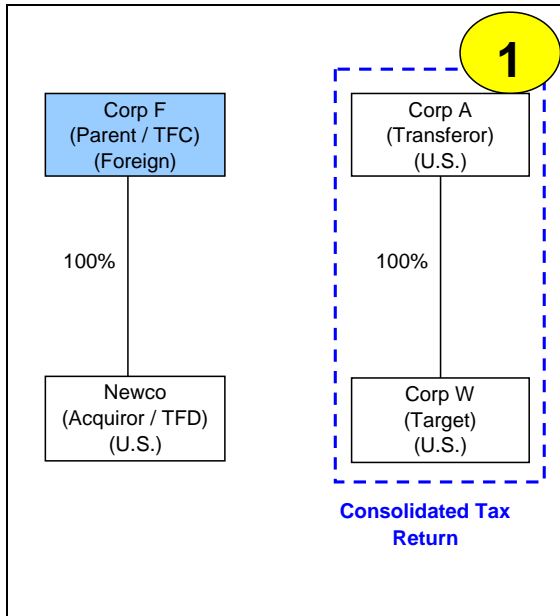 1
Corp F
(Parent / TFC)
(Foreign)
Corp A
(Transferor)
(U.S.)
100%
100%
Newco
(Acquiror / TFD)
(U.S.)
Corp W
(Target)
(U.S.)
Consolidated Tax
Return